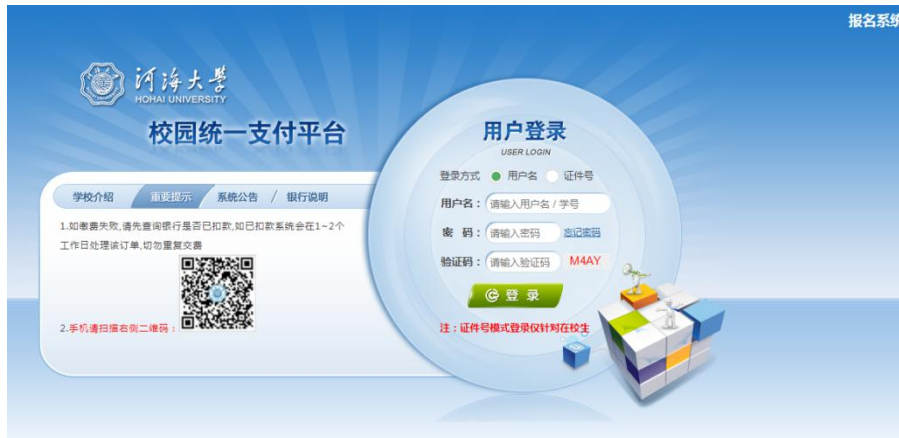 报名系统
河海大学
HOHAI UNIVERSITY
校园统一支付平台
学校介绍 重要提示 系统公告 / 银行说明
1.如缴费失败,请先查询银行是否已扣款,如已扣款系统会在1~2个
工作日处理该订单,切勿重复交费
2.手机请扫描右侧二维码：
用户登录
USER LOGIN
登录方式 用户名 证件号
用户名： 请输入用户名 / 学号
密 码： 请输入密码 忘记密码
验证码： 请输入验证码 M4AY
登 录
注：证件号模式登录仅针对在校生